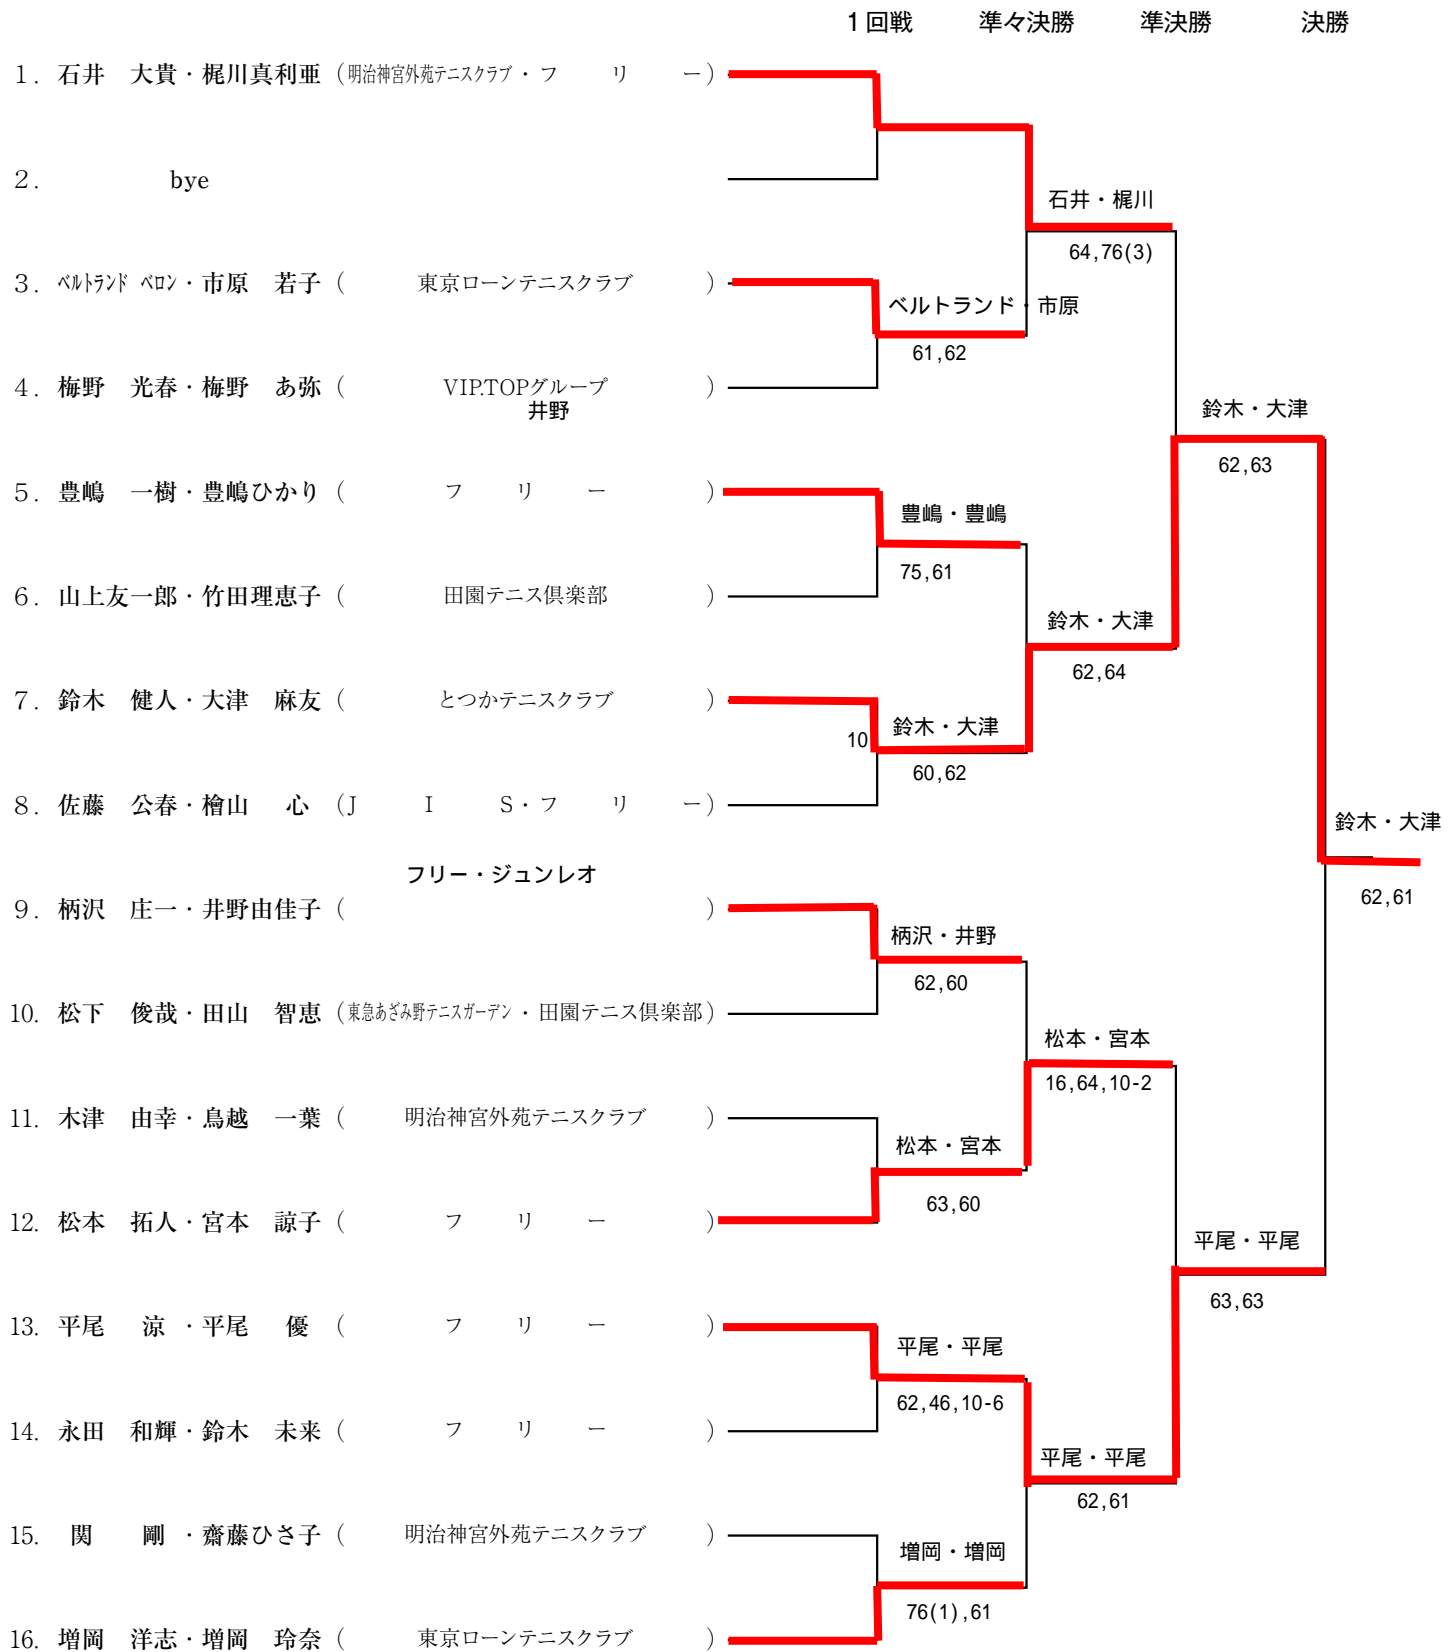 １回戦 準々決勝 準決勝 決勝
1. 石井 大貴・梶川真利亜 （明治神宮外苑テニスクラブ・フリー）
2. bye
石井・梶川
64,76(3)
3. ベルトランド ベロン・市原 若子 （ 東京ローンテニスクラブ ）
ベルトランド・市原
61,62
4. 梅野 光春・梅野 あ弥 （ VIP.TOPグループ ）
井野
鈴木・大津
62,63
5. 豊嶋 一樹・豊嶋ひかり （ フリー ）
豊嶋・豊嶋
75,61
6. 山上友一郎・竹田理恵子 （ 田園テニス倶楽部 ）
鈴木・大津
62,64
7. 鈴木 健人・大津 麻友 （ とつかテニスクラブ ）
鈴木・大津
10
60,62
8. 佐藤 公春・檜山 心 （JIS・フリー）
鈴木・大津
62,61
フリー・ジュンレオ
9. 柄沢 庄一・井野由佳子 （ ）
柄沢・井野
62,60
10. 松下 俊哉・田山 智恵 （東急あざみ野テニスガーデン・田園テニス倶楽部）
松本・宮本
16,64,10-2
11. 木津 由幸・鳥越 一葉 （ 明治神宮外苑テニスクラブ ）
松本・宮本
63,60
12. 松本 拓人・宮本 諒子 （ フリー ）
平尾・平尾
63,63
13. 平尾 涼・平尾 優 （ フリー ）
平尾・平尾
62,46,10-6
14. 永田 和輝・鈴木 未来 （ フリー ）
平尾・平尾
62,61
15. 関 剛・齋藤ひさ子 （ 明治神宮外苑テニスクラブ ）
増岡・増岡
76(1),61
16. 増岡 洋志・増岡 玲奈 （ 東京ローンテニスクラブ ）